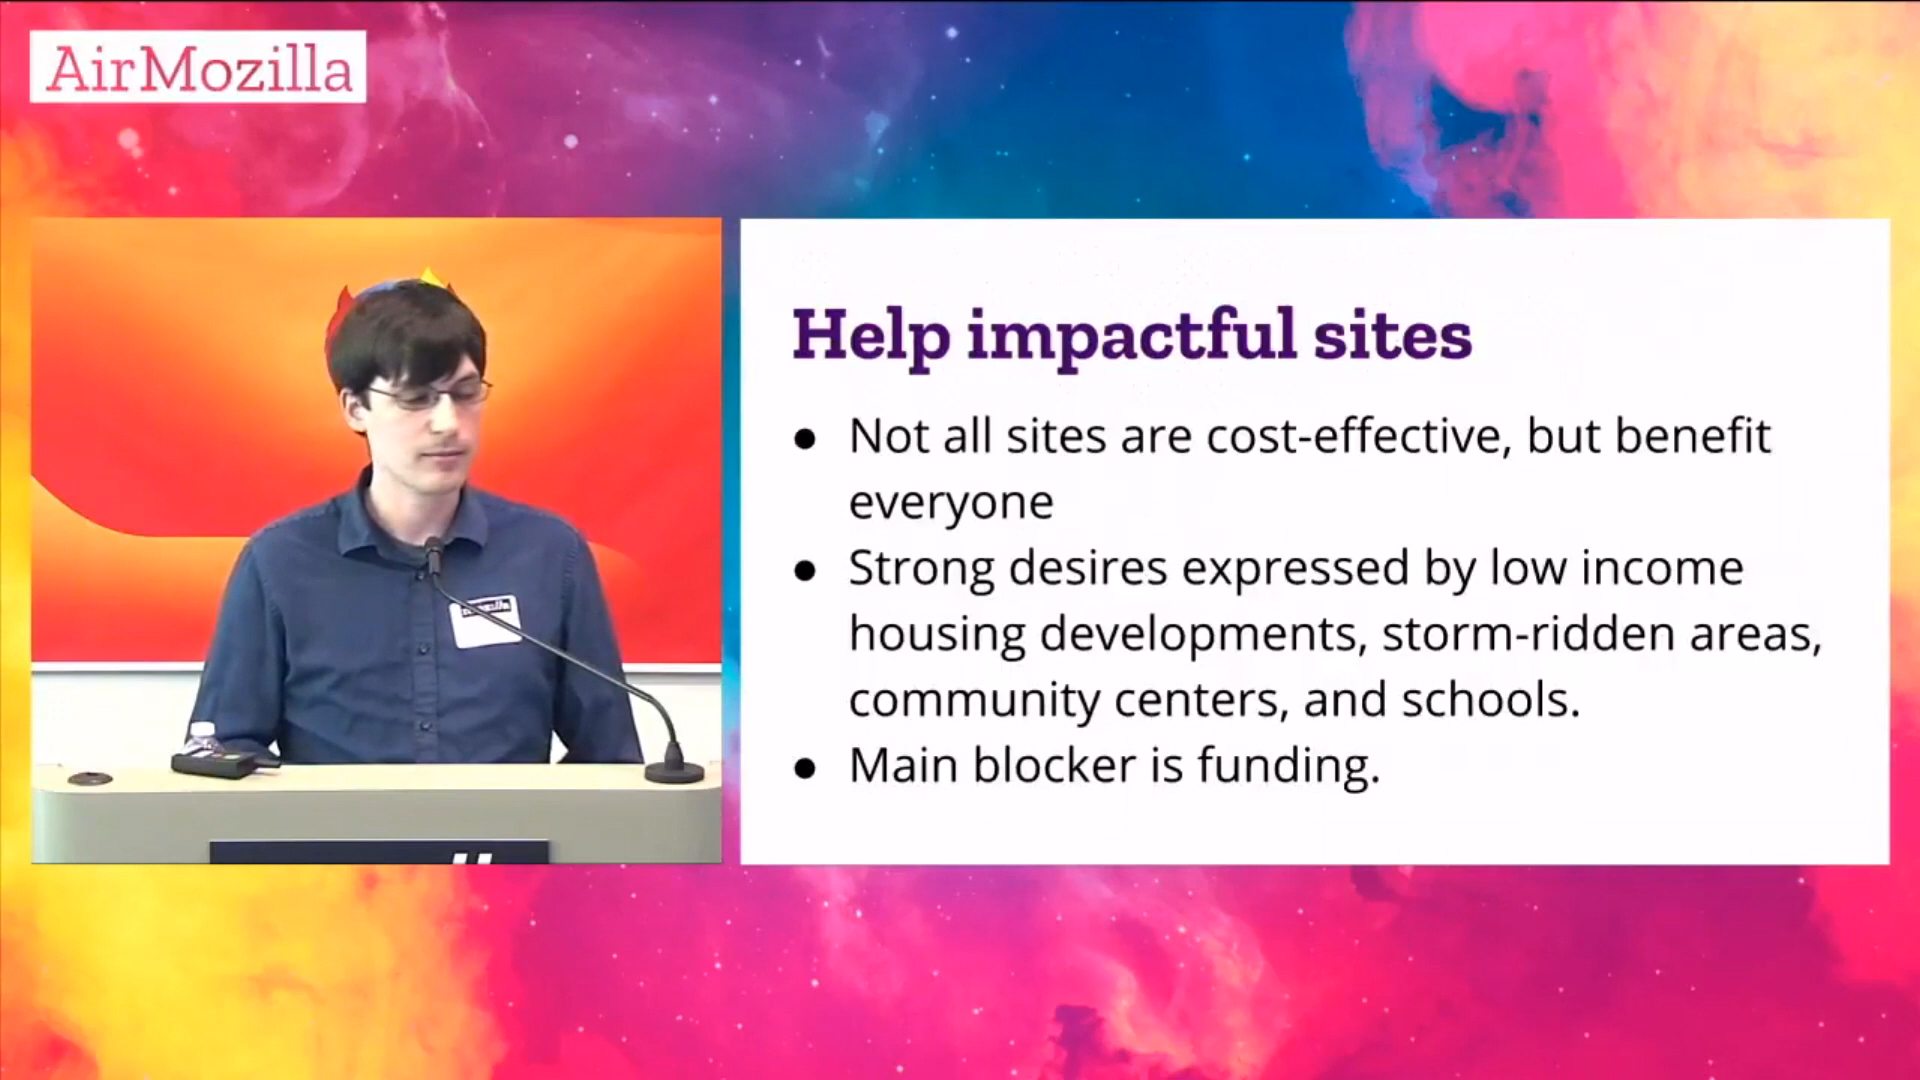 AirMozilla
Help impactful sites
● Not all sites are cost-effective, but benefit
everyone
● Strong desires expressed by low income
housing developments, storm-ridden areas,
community centers, and schools.
● Main blocker is funding.